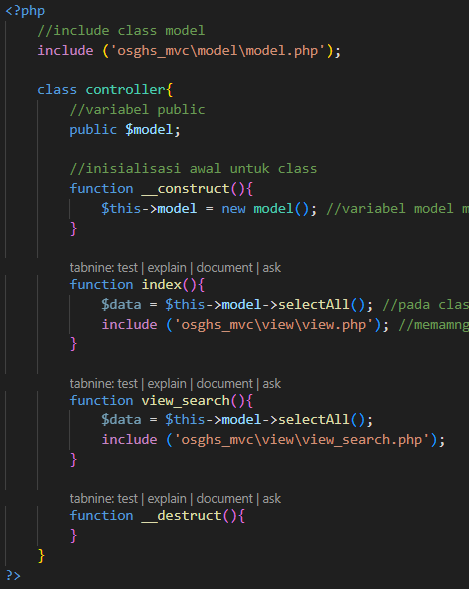 <?php
//include class model
include ('osghs_mvc\model\model.php');
class controller{
//variabel public
public $model;
//inisialisasi awal untuk class
function __construct(){
$this->model = new model(); //variabel model m
}
tabnine: test | explain | document | ask
function index(){
$data = $this->model->selectAll(); //pada clas
include ('osghs_mvc\view\view.php'); //memamng
}
tabnine: test | explain | document | ask
function view_search(){
$data = $this->model->selectAll();
include ('osghs_mvc\view\view_search.php');
}
tabnine: test | explain | document | ask
function __destruct(){
}
}
?>